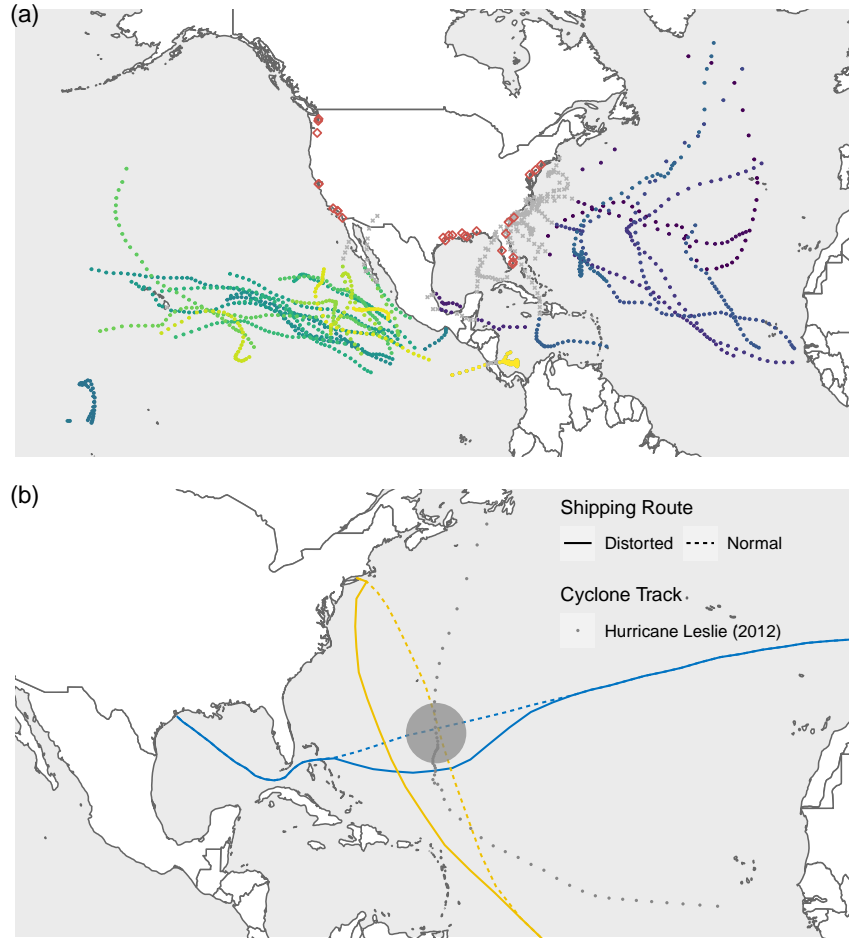 (a)
(b)
Shipping Route
Distorted Normal
Cyclone Track
Hurricane Leslie (2012)